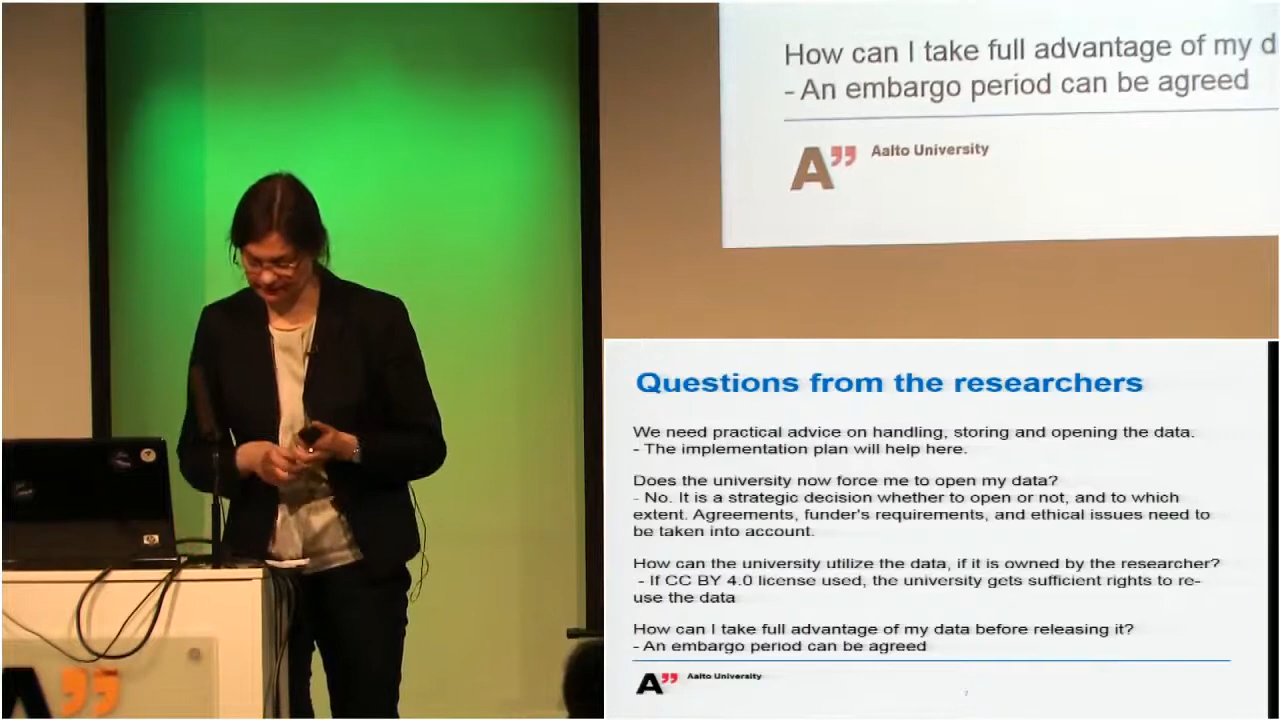 How can I take full advantage of my d
- An embargo period can be agreed
A”
Aalto University
Questions from the researchers
We need practical advice on handling, storing and opening the data.
- The implementation plan will help here.
Does the university now force me to open my data?
- No. It is a strategic decision whether to open or not, and to which
extent. Agreements, funder's requirements, and ethical issues need to
be taken into account.
How can the university utilize the data, if it is owned by the researcher?
- If CC BY 4.0 license used, the university gets sufficient rights to re-
use the data
How can I take full advantage of my data before releasing it?
- An embargo period can be agreed
A”
Aalto University
7
hp
A”